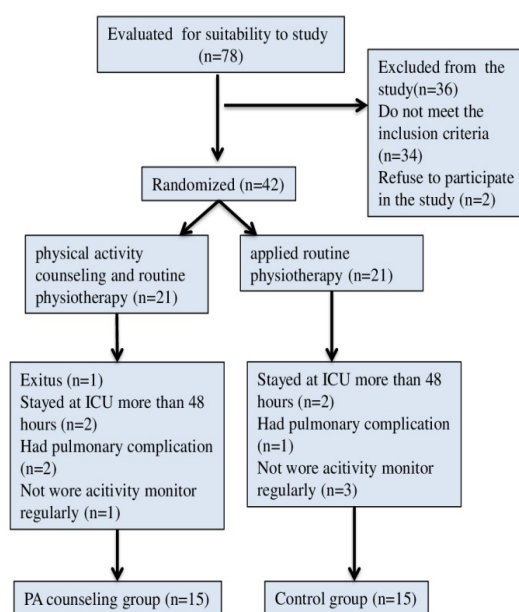 Evaluated for suitability to study
(n=78)
Excluded from the
study(n=36)
Do not meet the
inclusion criteria
(n=34)
Refuse to participate
in the study (n=2)
Randomized (n=42)
physical activity
counseling and routine
physiotherapy (n=21)
applied routine
physiotherapy (n=21)
Exitus (n=1)
Stayed at ICU more than 48
hours (n=2)
Had pulmonary complication
(n=2)
Not wore acitivity monitor
regularly (n=1)
Stayed at ICU more than 48
hours (n=2)
Had pulmonary complication
(n=1)
Not wore acitivity monitor
regularly (n=3)
PA counseling group (n=15)
Control group (n=15)